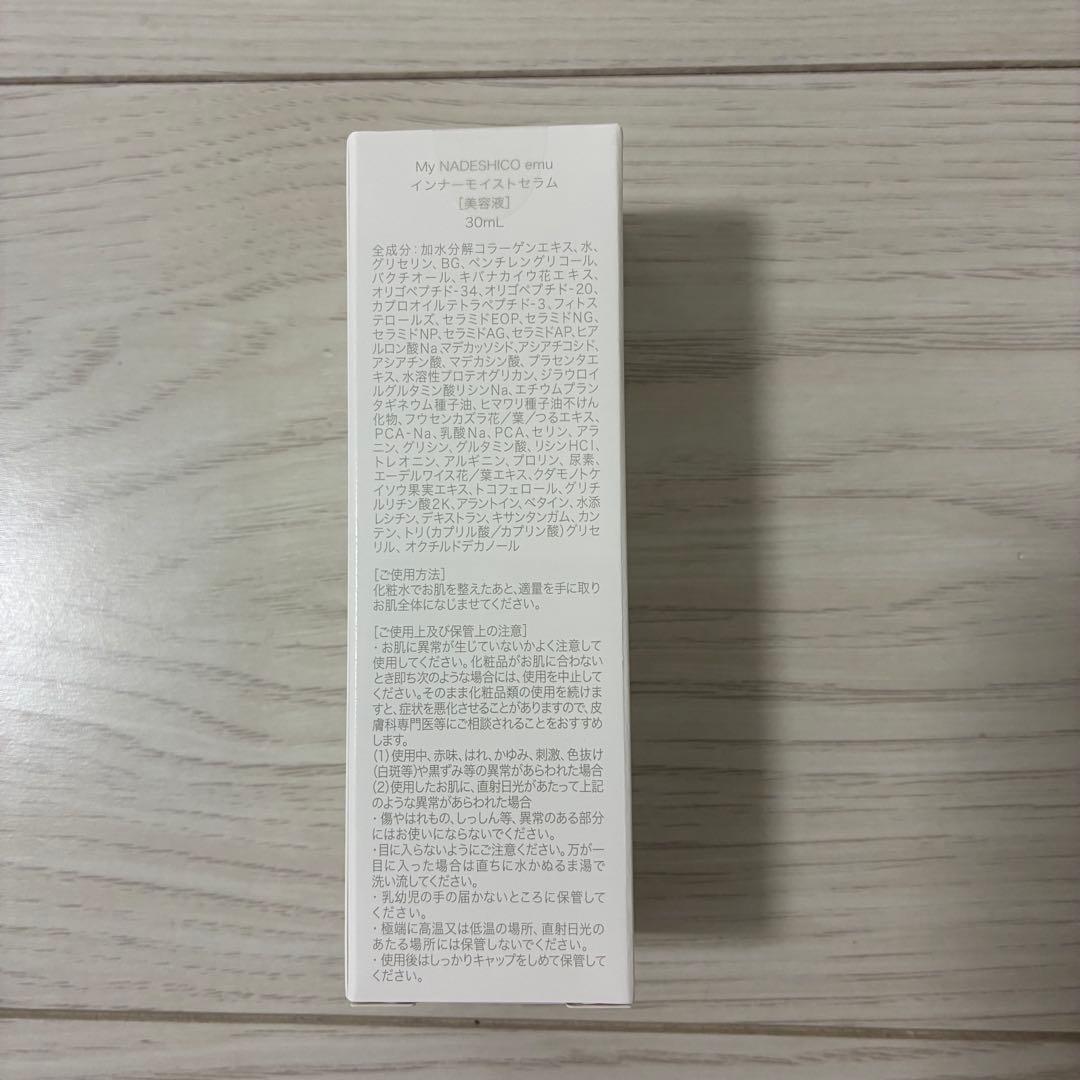 My NADESHICO emu
インナーモイストセラム
[美容液]
30mL
全成分：加水分解コラーゲンエキス、水、
グリセリン、BG、ペンチレングリコール、
バクチオール、キバナカイウ花エキス、
オリゴペプチド-34、オリゴペプチド-20、
カプロオイルテトラペプチド-3、フィトス
テロールズ、セラミドEOP、セラミドNG、
セラミドNP、セラミドAG、セラミドAP、ヒア
ルロン酸Na、マデカッソシド、アシアチコシド、
アシアチン酸、マデカシン酸、プラセンタエ
キス、水溶性プロテオグリカン、ジラウロイ
ルグルタミン酸リシンNa、エチウムプラン
タギネウム種子油、ヒマワリ種子油不けん
化物、フウセンカズラ花／葉／つるエキス、
PCA-Na、乳酸Na、PCA、セリン、アラ
ニン、グリシン、グルタミン酸、リシンHCl、
トレオニン、アルギニン、プロリン、尿素、
エーデルワイス花／葉エキス、クダモノトケ
イソウ果実エキス、トコフェロール、グリチ
ルリチン酸2K、アラントイン、ベタイン、水添
レシチン、デキストラン、キサンタンガム、カン
テン、トリ(カプリル酸／カプリン酸)グリセ
リル、オクチルドデカノール
[ご使用方法]
化粧水でお肌を整えたあと、適量を手に取り
お肌全体になじませてください。
[ご使用上及び保管上の注意]
・お肌に異常が生じていないかよく注意して
使用してください。化粧品がお肌に合わない
とき即ち次のような場合には、使用を中止して
ください。そのまま化粧品類の使用を続けま
すと、症状を悪化させることがありますので、皮
膚科専門医等にご相談されることをおすすめ
します。
(1)使用中、赤味、はれ、かゆみ、刺激、色抜け
(白斑等)や黒ずみ等の異常があらわれた場合
(2)使用したお肌に、直射日光があたって上記
のような異常があらわれた場合
・傷やはれもの、しっしん等、異常のある部分
にはお使いにならないでください。
・目に入らないようにご注意ください。万が一
目に入った場合は直ちに水かぬるま湯で
洗い流してください。
・乳幼児の手の届かないところに保管して
ください。
・極端に高温又は低温の場所、直射日光の
あたる場所には保管しないでください。
・使用後はしっかりキャップをしめて保管して
ください。